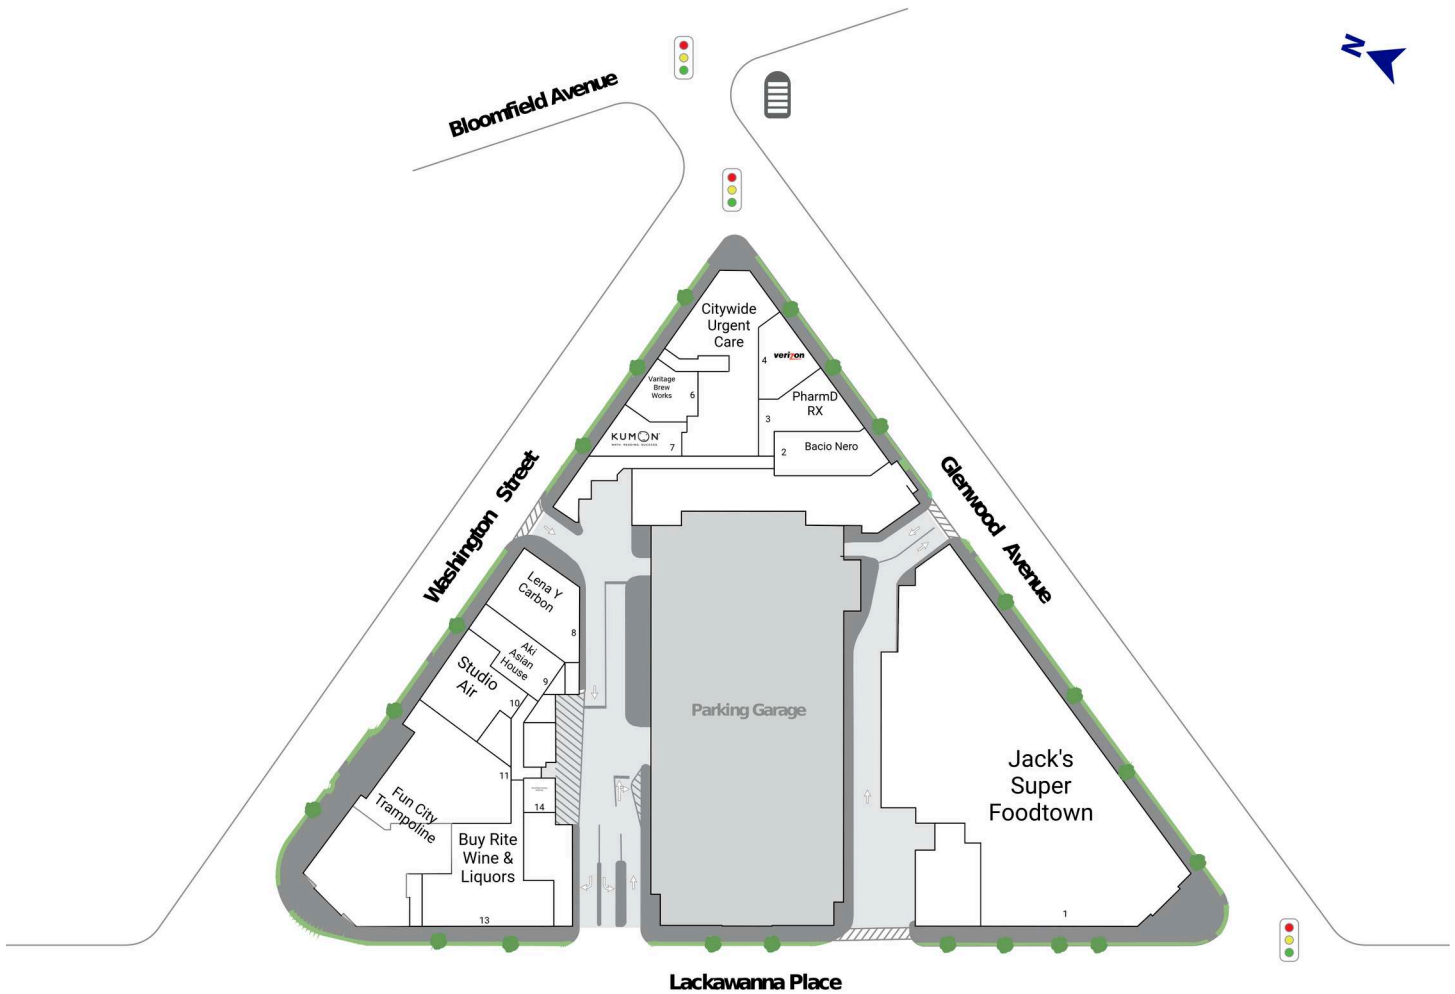 N
Bloomfield Avenue
Citywide
Urgent
Care
4
verizon
Varitage
Brew
Works
6
PharmD
RX
3
KUMON
7
2
Bacio Nero
Washington Street
Glenwood Avenue
Lena Y
Carbon
8
Aki
Asian
House
9
Studio
Air
10
Parking Garage
11
Fun City
Trampoline
14
Jack's
Super
Foodtown
Buy Rite
Wine &
Liquors
13
1
Lackawanna Place